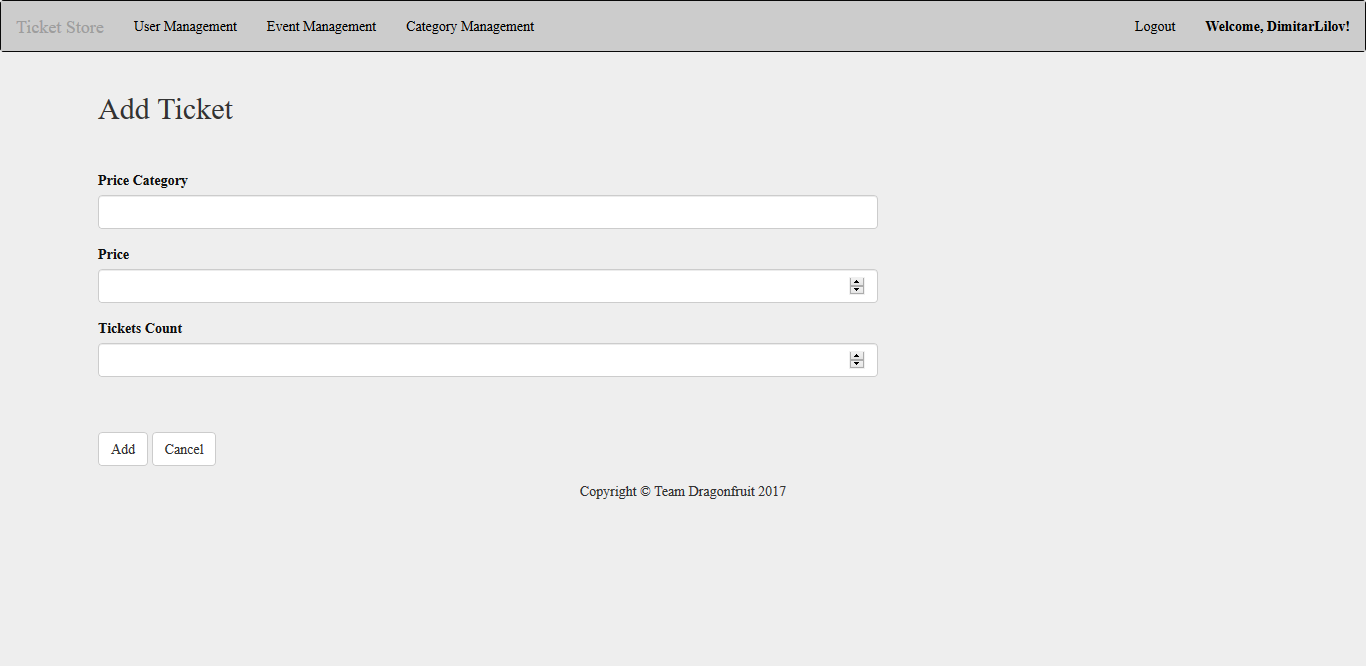 Ticket Store User Management Event Management Category Management Logout Welcome, DimitarLilov!
Add Ticket
Price Category
Price
Tickets Count
Add Cancel
Copyright © Team Dragonfruit 2017